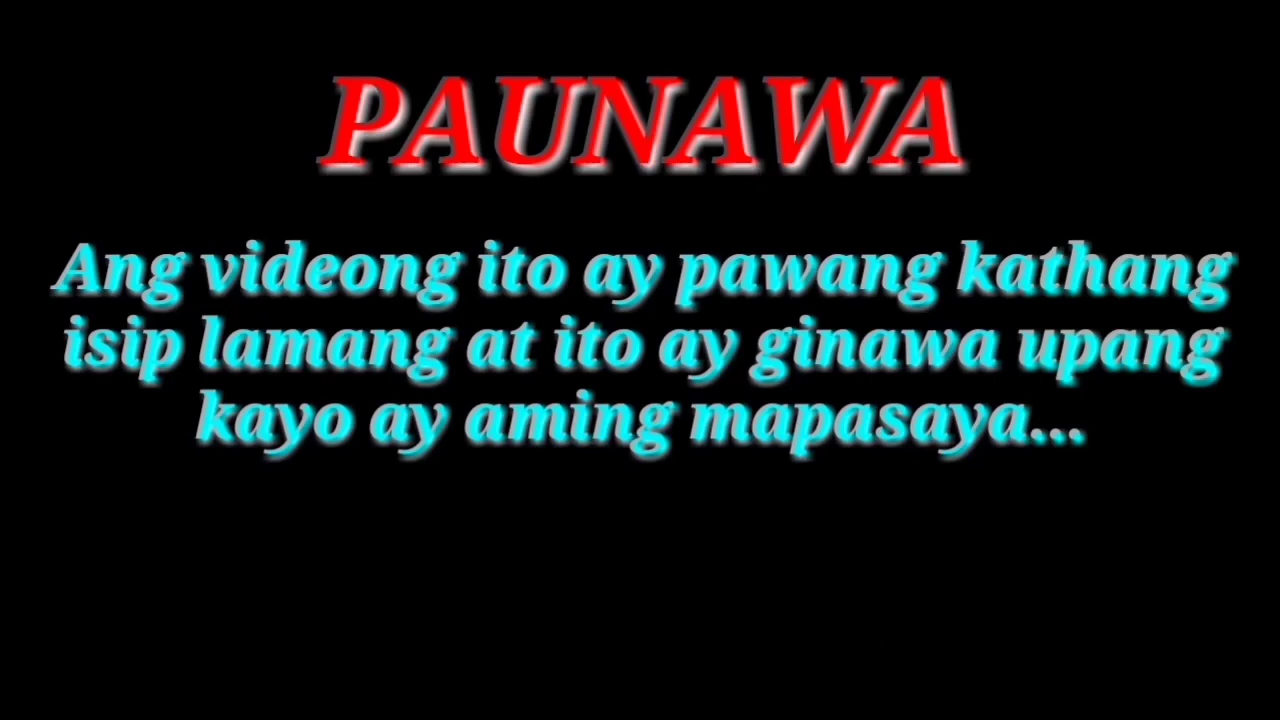 PAUNAWA
Ang videong ito ay pawang kathang
isip lamang at ito ay ginawa upang
kayo ay aming mapasaya...